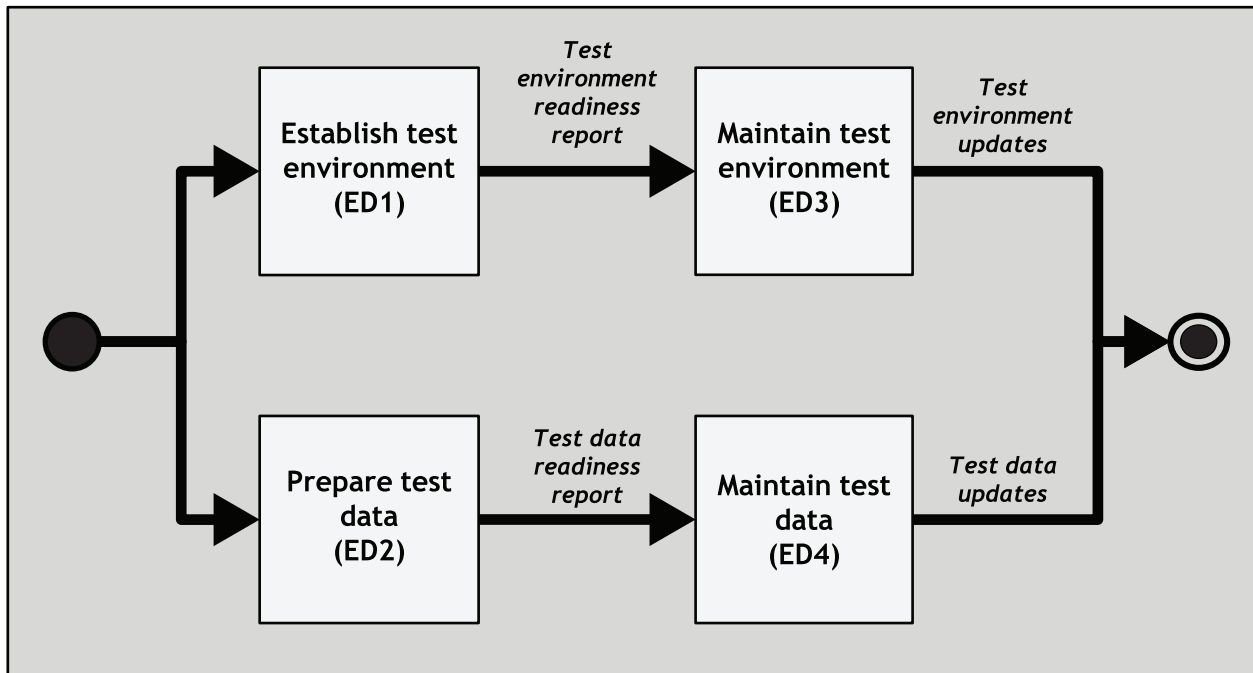 Establish test
environment
(ED1)
Test
environment
readiness
report
Maintain test
environment
(ED3)
Test
environment
updates
Prepare test
data
(ED2)
Test data
readiness
report
Maintain test
data
(ED4)
Test data
updates